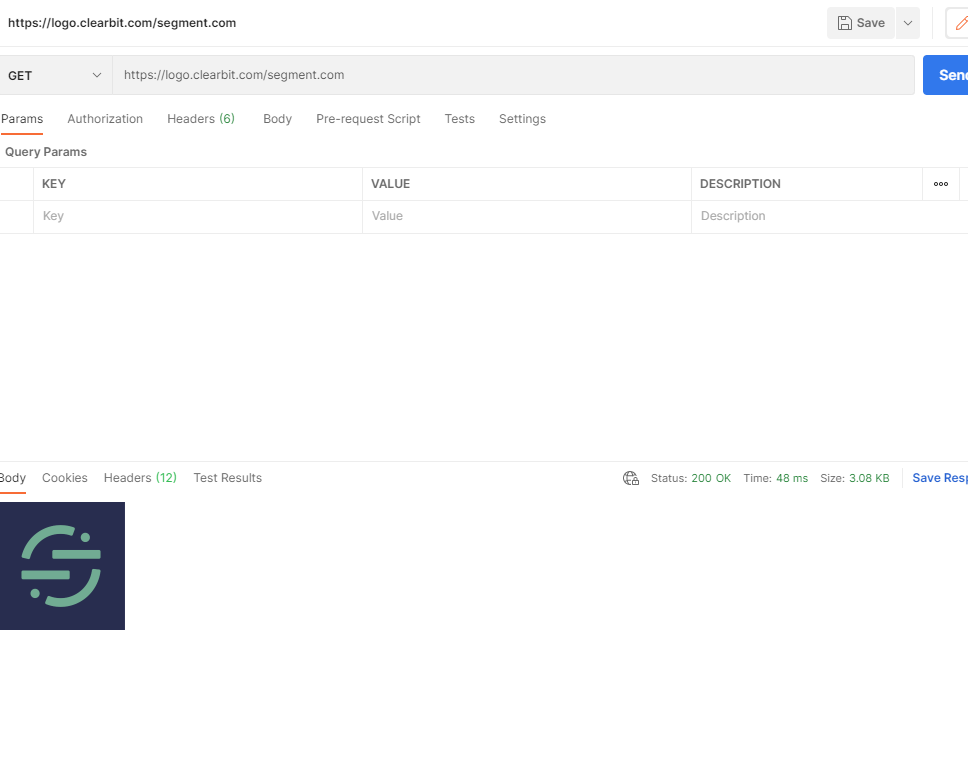 https://logo.clearbit.com/segment.com Save
GET https://logo.clearbit.com/segment.com Send
Params Authorization Headers (6) Body Pre-request Script Tests Settings
Query Params
KEY VALUE DESCRIPTION
Key Value Description
Body Cookies Headers (12) Test Results Status: 200 OK Time: 48 ms Size: 3.08 KB Save Resp